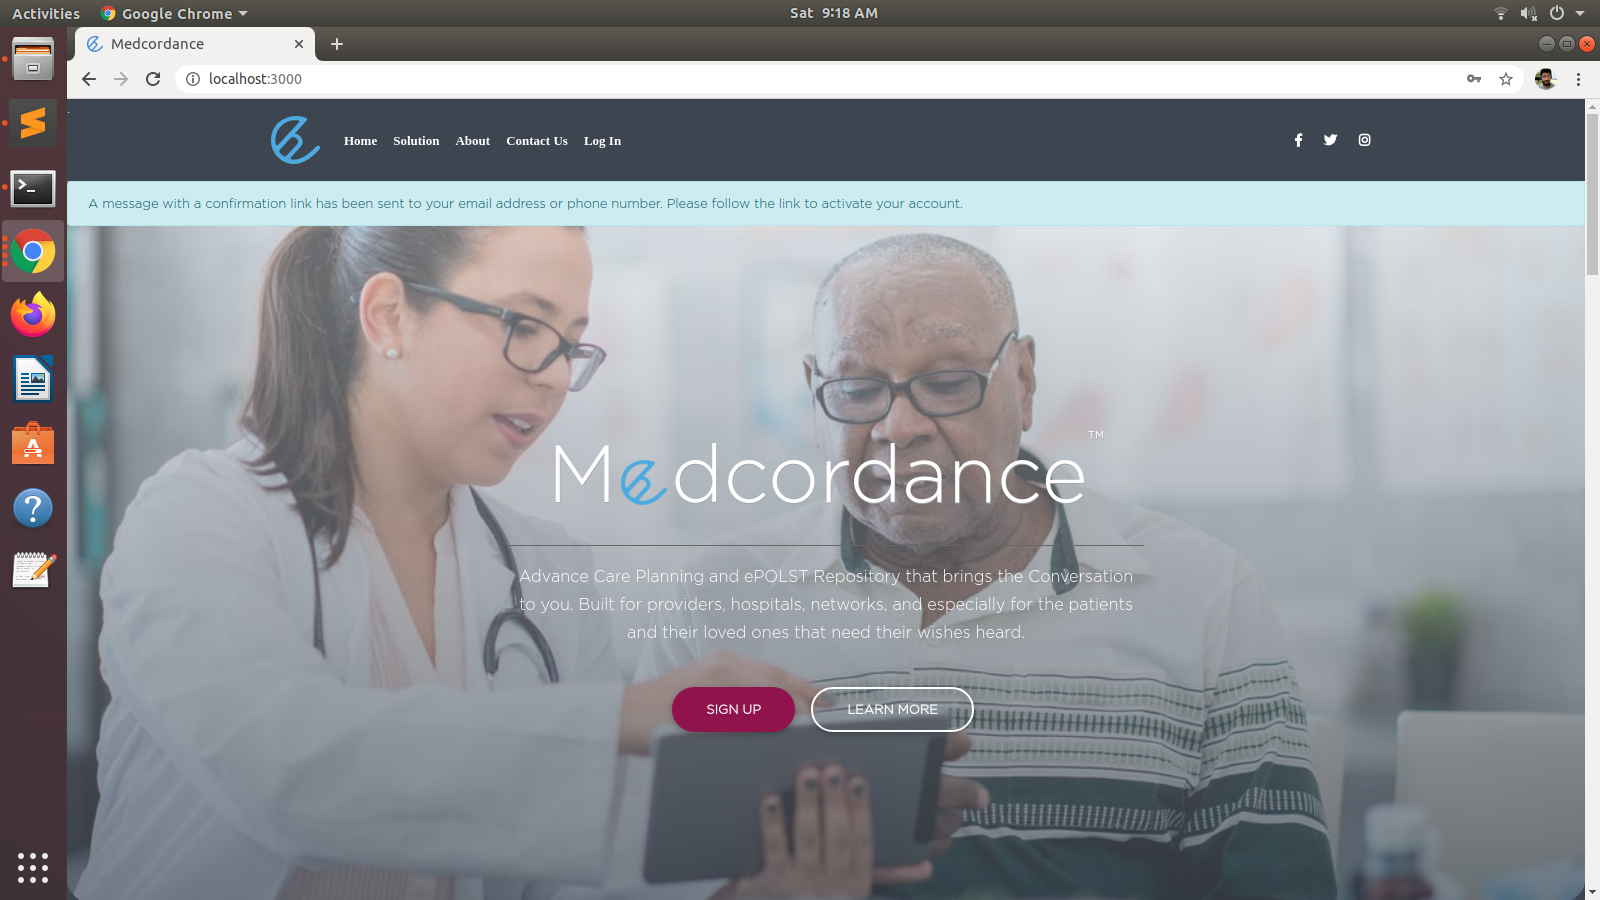 Activities
Google Chrome
Sat 9:18 AM
Medcordance
localhost:3000
Home
Solution
About
Contact Us
Log In
A message with a confirmation link has been sent to your email address or phone number. Please follow the link to activate your account.
Medcordance TM
Advance Care Planning and ePOLST Repository that brings the Conversation
to you. Built for providers, hospitals, networks, and especially for the patients
and their loved ones that need their wishes heard.
SIGN UP
LEARN MORE